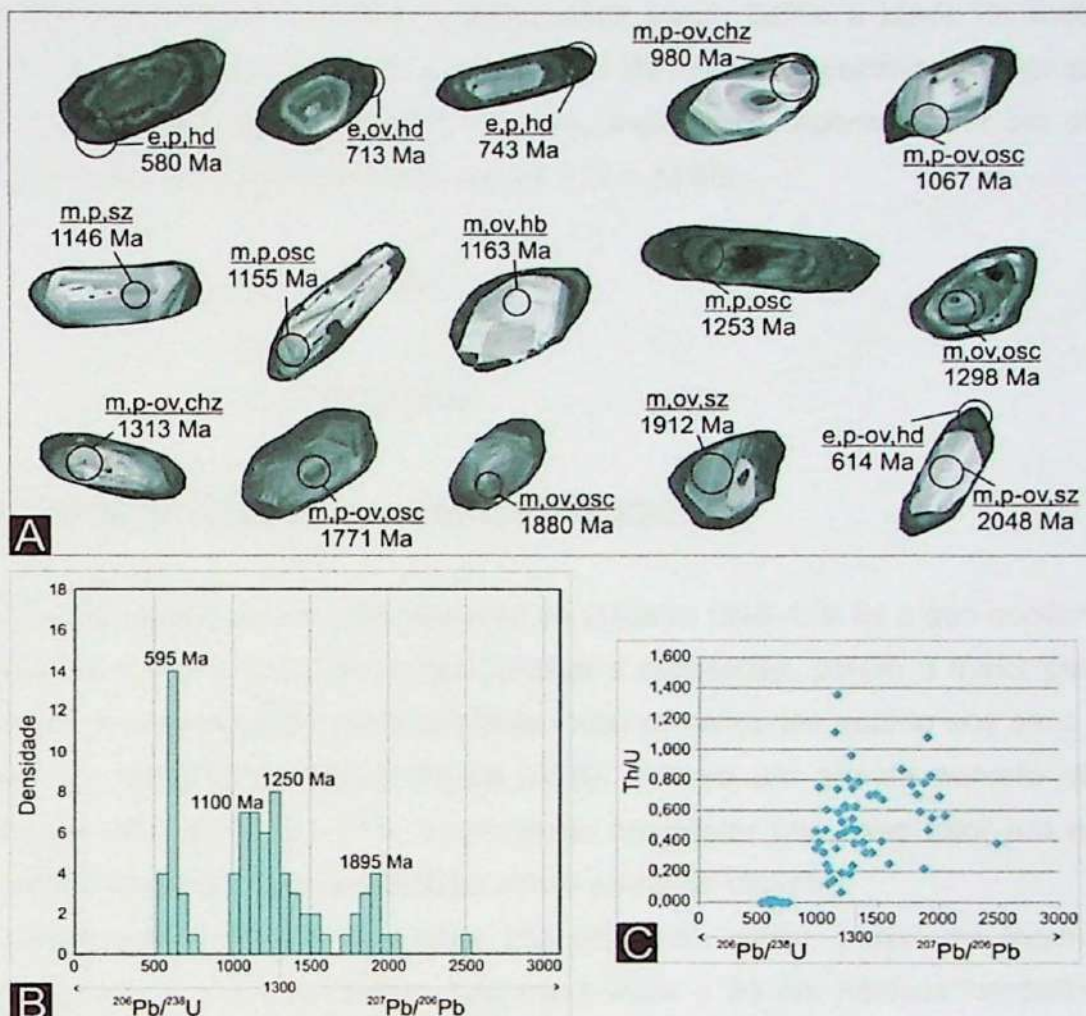 e,p,hd
580 Ma
e,ov,hd
713 Ma
e,p,hd
743 Ma
m,p-ov,chz
980 Ma
m,p-ov,osc
1067 Ma
m,p,sz
1146 Ma
m,p,osc
1155 Ma
m,ov,hb
1163 Ma
m,p,osc
1253 Ma
m,ov,osc
1298 Ma
m,p-ov,chz
1313 Ma
m,p-ov,osc
1771 Ma
m,ov,osc
1880 Ma
m,ov,sz
1912 Ma
e,p-ov,hd
614 Ma
m,p-ov,sz
2048 Ma
A
18
16
14
12
10
8
6
4
2
0
Densidade
595 Ma
1100 Ma
1250 Ma
1895 Ma
0 500 1000 1500 2000 2500 3000
1300
²⁰⁶Pb/²³⁸U ²⁰⁷Pb/²⁰⁶Pb
B
1,600
1,400
1,200
1,000
0,800
0,600
0,400
0,200
0,000
Th/U
0 500 1000 1500 2000 2500 3000
²⁰⁶Pb/²³⁸U 1300 ²⁰⁷Pb/²⁰⁶Pb
C